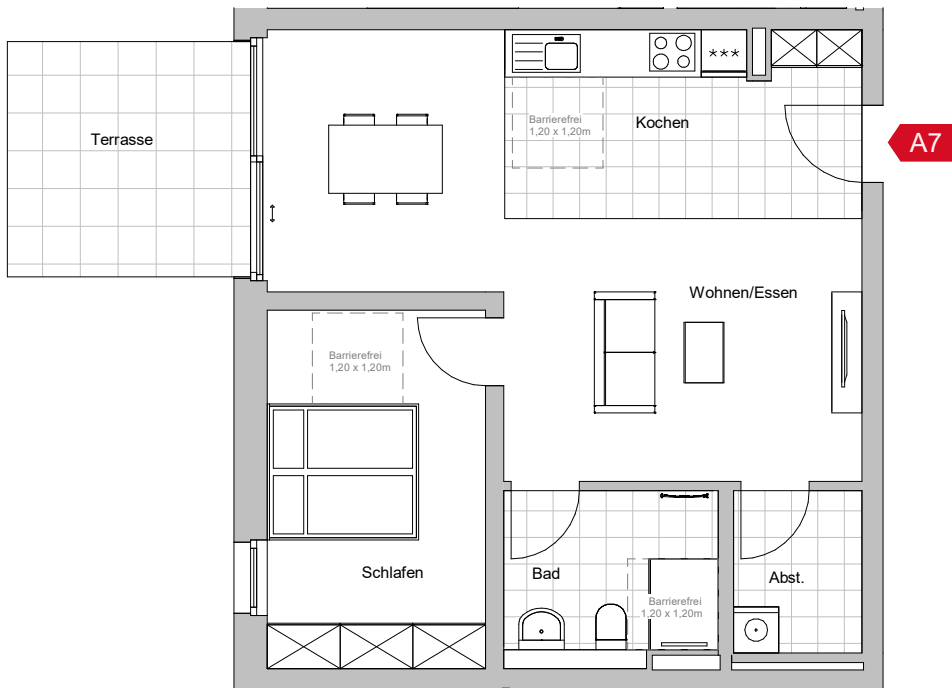 Terrasse
Barrierefrei
1,20 x 1,20m
Kochen
***
A7
Wohnen/Essen
Barrierefrei
1,20 x 1,20m
Schlafen
Bad
Barrierefrei
1,20 x 1,20m
Abst.